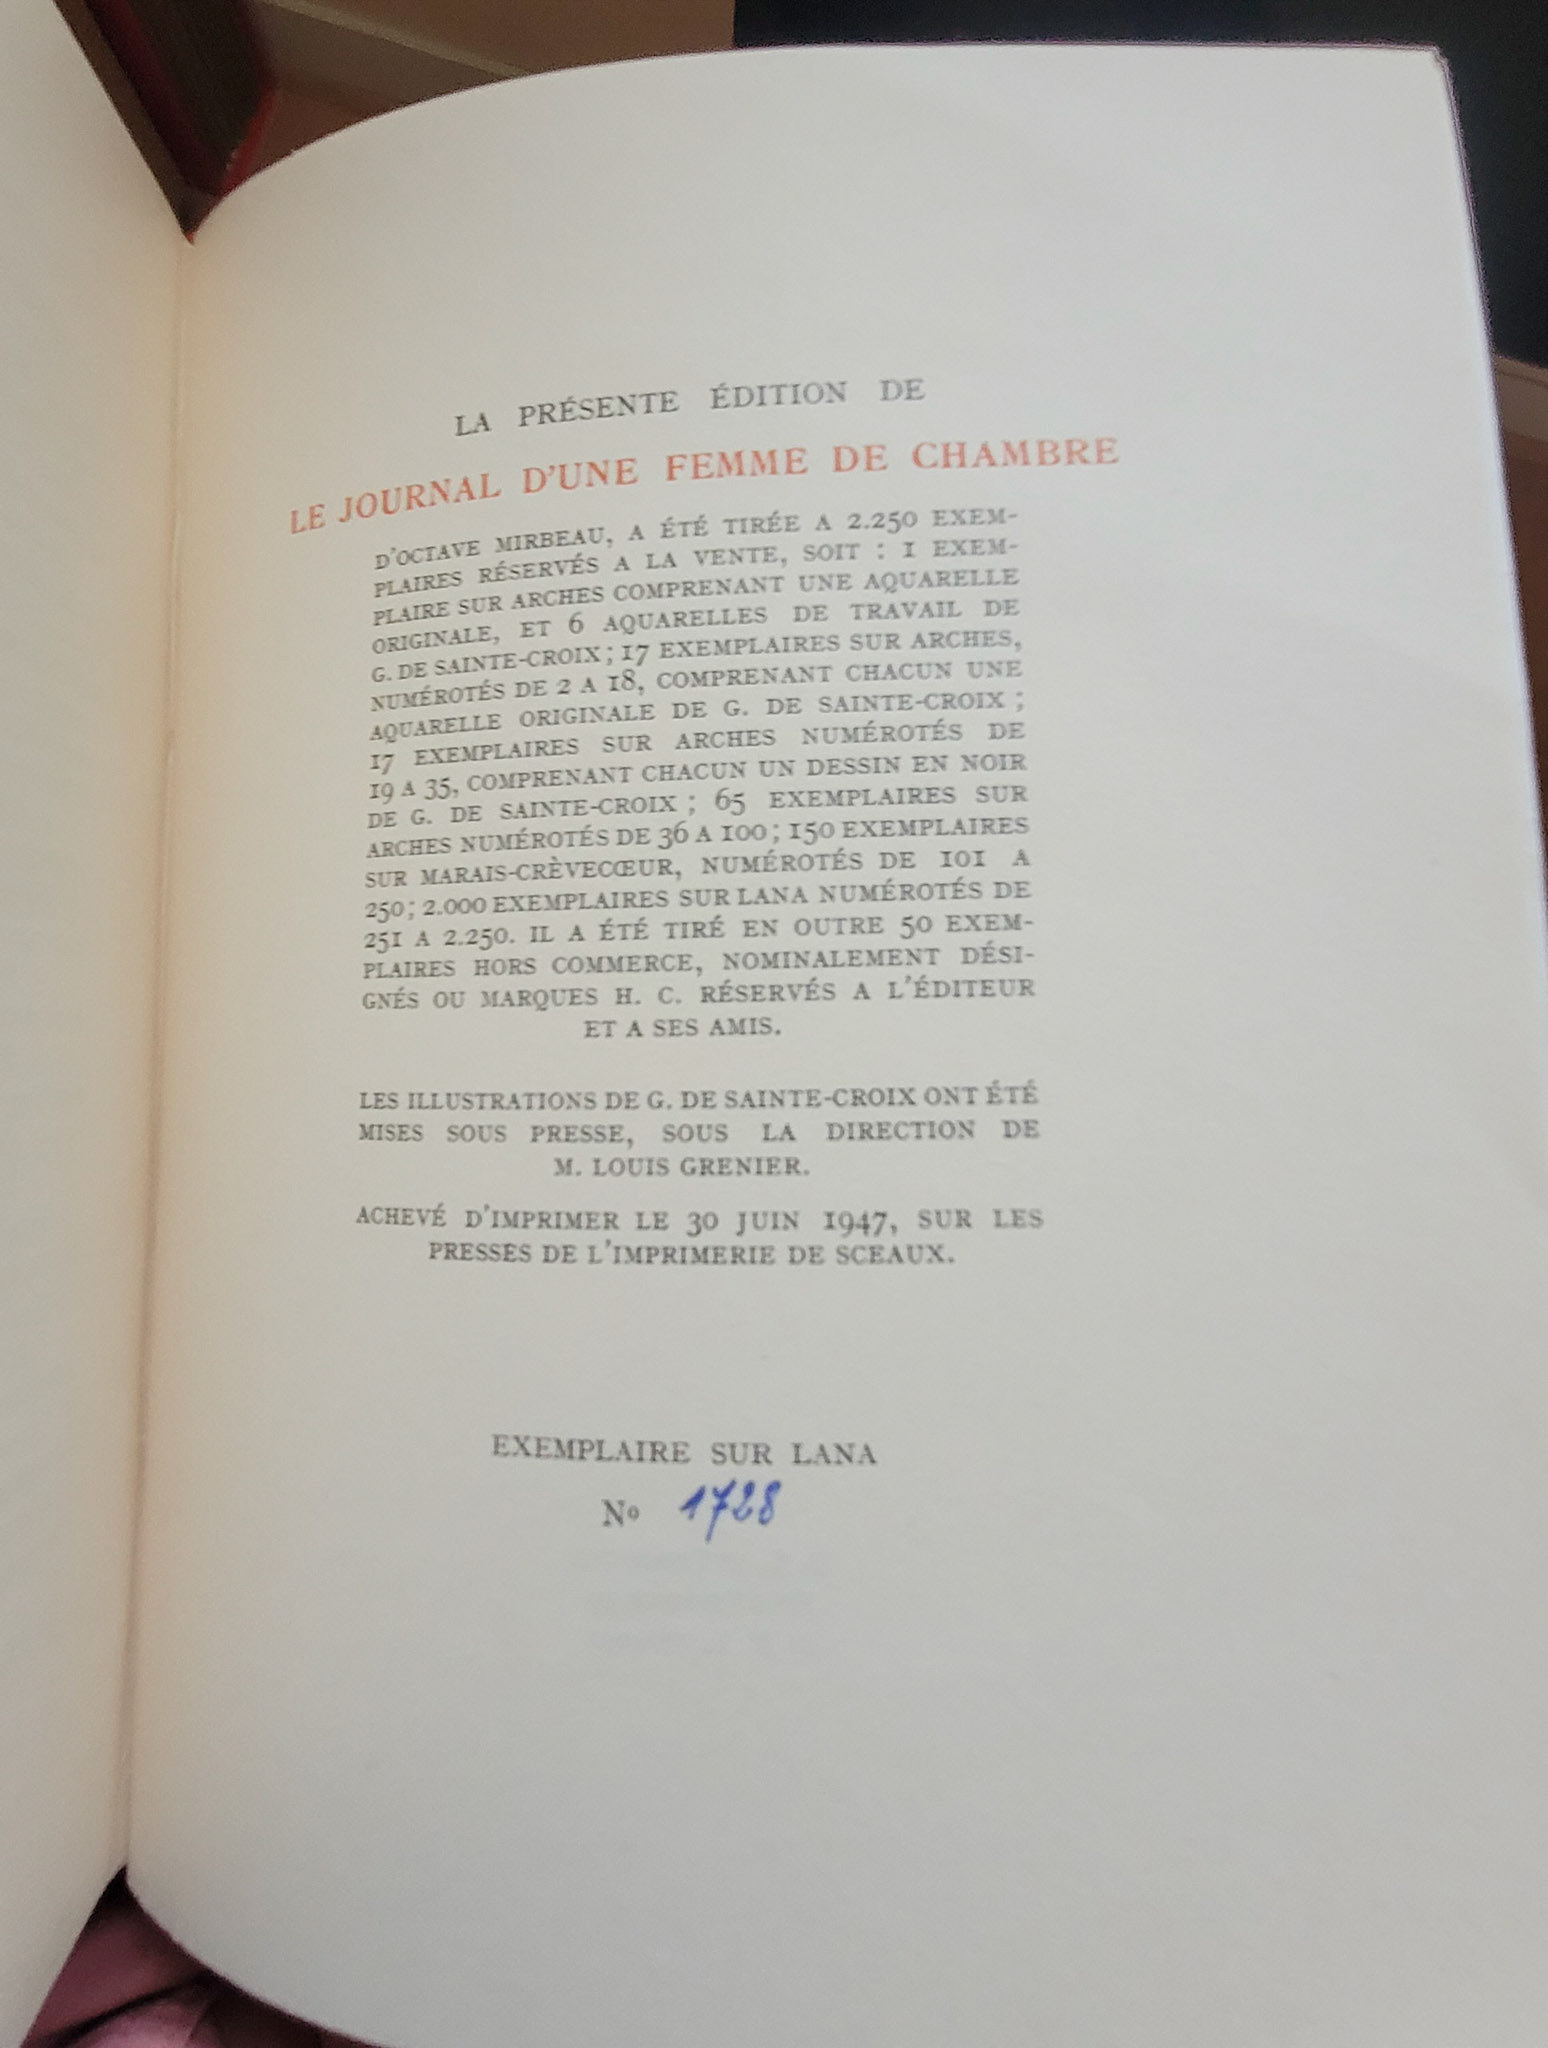 LA PRÉSENTE ÉDITION DE
LE JOURNAL D'UNE FEMME DE CHAMBRE
D'OCTAVE MIRBEAU, A ÉTÉ TIRÉE A 2.250 EXEM-
PLAIRES RÉSERVÉS A LA VENTE, SOIT : 1 EXEM-
PLAIRE SUR ARCHES COMPRENANT UNE AQUARELLE
ORIGINALE, ET 6 AQUARELLES DE TRAVAIL DE
G. DE SAINTE-CROIX ; 17 EXEMPLAIRES SUR ARCHES,
NUMÉROTÉS DE 2 A 18, COMPRENANT CHACUN UNE
AQUARELLE ORIGINALE DE G. DE SAINTE-CROIX ;
17 EXEMPLAIRES SUR ARCHES NUMÉROTÉS DE
19 A 35, COMPRENANT CHACUN UN DESSIN EN NOIR
DE G. DE SAINTE-CROIX ; 65 EXEMPLAIRES SUR
ARCHES NUMÉROTÉS DE 36 A 100 ; 150 EXEMPLAIRES
SUR MARAIS-CRÈVECŒUR, NUMÉROTÉS DE 101 A
250 ; 2.000 EXEMPLAIRES SUR LANA NUMÉROTÉS DE
251 A 2.250. IL A ÉTÉ TIRÉ EN OUTRE 50 EXEM-
PLAIRES HORS COMMERCE, NOMINALEMENT DÉSI-
GNÉS OU MARQUES H. C. RÉSERVÉS A L'ÉDITEUR
ET A SES AMIS.
LES ILLUSTRATIONS DE G. DE SAINTE-CROIX ONT ÉTÉ
MISES SOUS PRESSE, SOUS LA DIRECTION DE
M. LOUIS GRENIER.
ACHEVÉ D'IMPRIMER LE 30 JUIN 1947, SUR LES
PRESSES DE L'IMPRIMERIE DE SCEAUX.
EXEMPLAIRE SUR LANA
No 1728